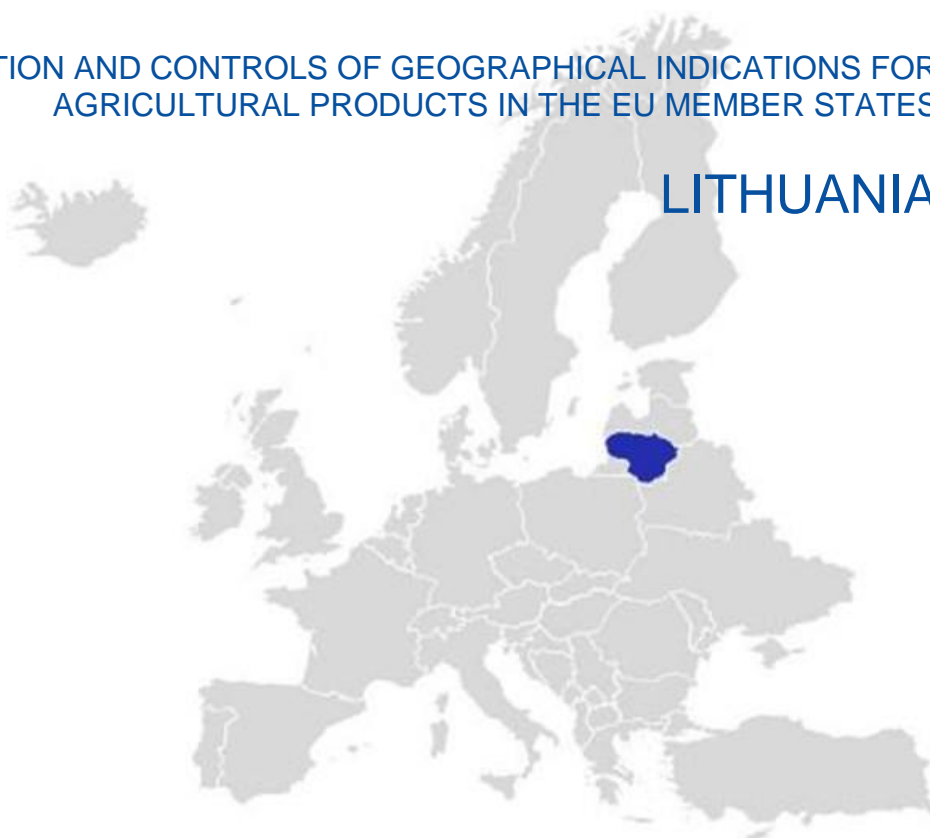 TION AND CONTROLS OF GEOGRAPHICAL INDICATIONS FOR
AGRICULTURAL PRODUCTS IN THE EU MEMBER STATES
LITHUANIA